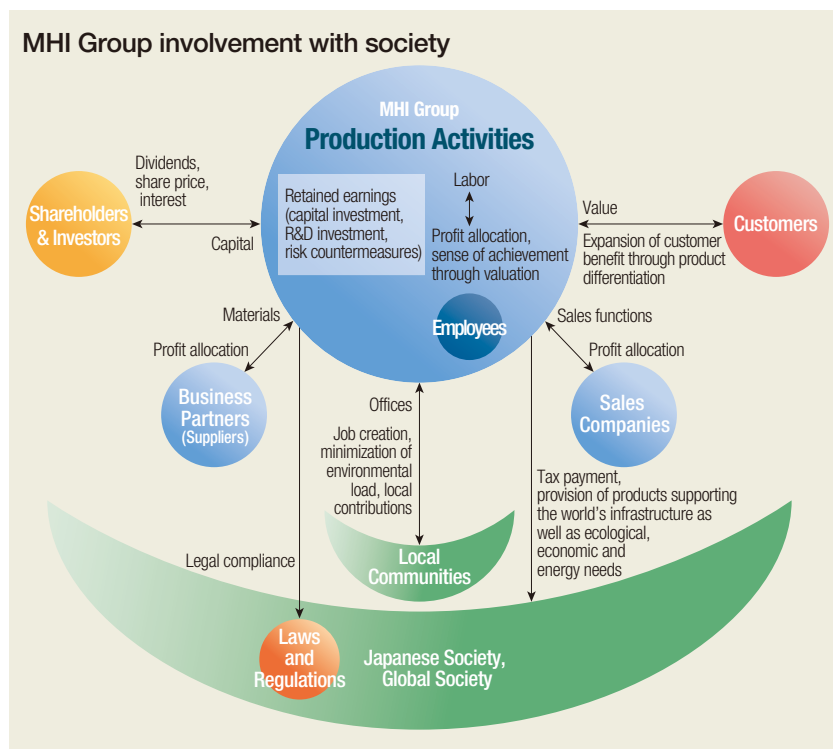 MHI Group involvement with society
MHI Group
Production Activities
Dividends,
share price,
interest
Shareholders
& Investors
Capital
Retained earnings
(capital investment,
R&D investment,
risk countermeasures)
Labor
Profit allocation,
sense of achievement
through valuation
Employees
Value
Expansion of customer
benefit through product
differentiation
Customers
Materials
Profit allocation
Business
Partners
(Suppliers)
Sales functions
Profit allocation
Sales
Companies
Offices
Job creation,
minimization of
environmental
load, local
contributions
Local
Communities
Tax payment,
provision of products supporting
the world's infrastructure as
well as ecological,
economic and
energy needs
Legal compliance
Laws
and
Regulations
Japanese Society,
Global Society